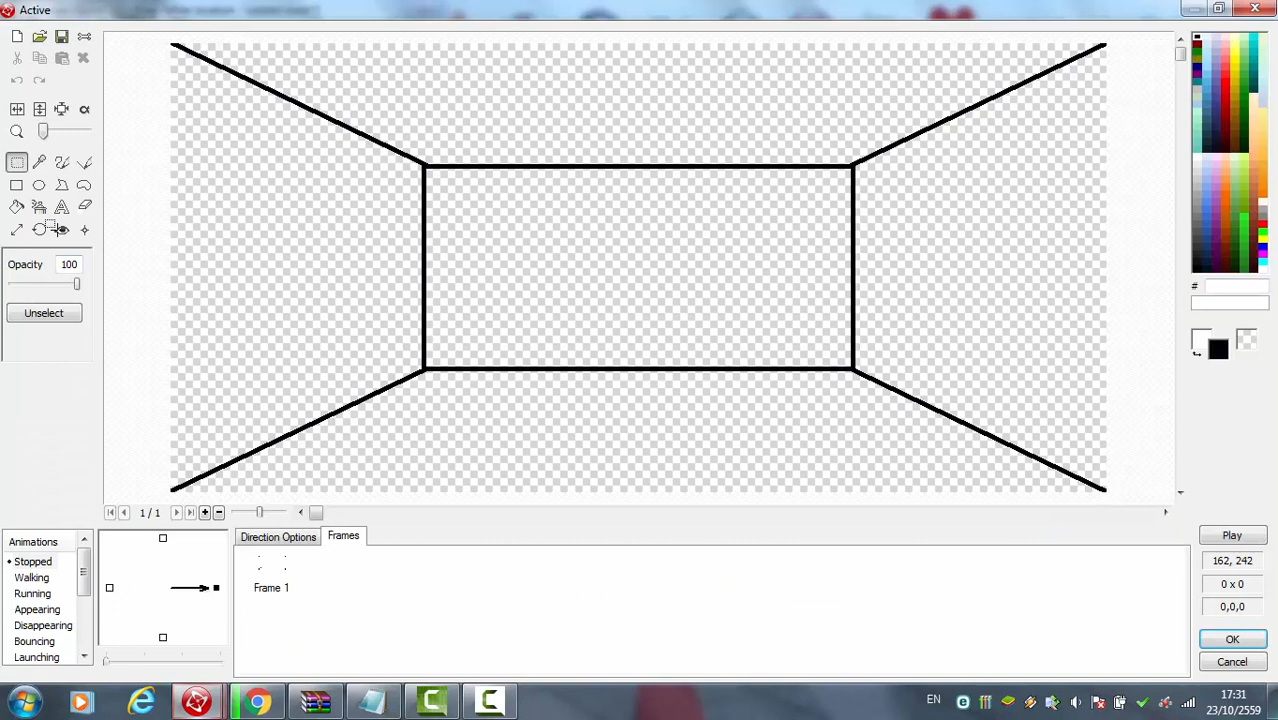 Active
Opacity 100
Unselect
#
1 / 1
Animations
Stopped
Walking
Running
Appearing
Disappearing
Bouncing
Launching
Direction Options
Frames
Frame 1
Play
162, 242
0 x 0
0,0,0
OK
Cancel
EN
17:31
23/10/2559